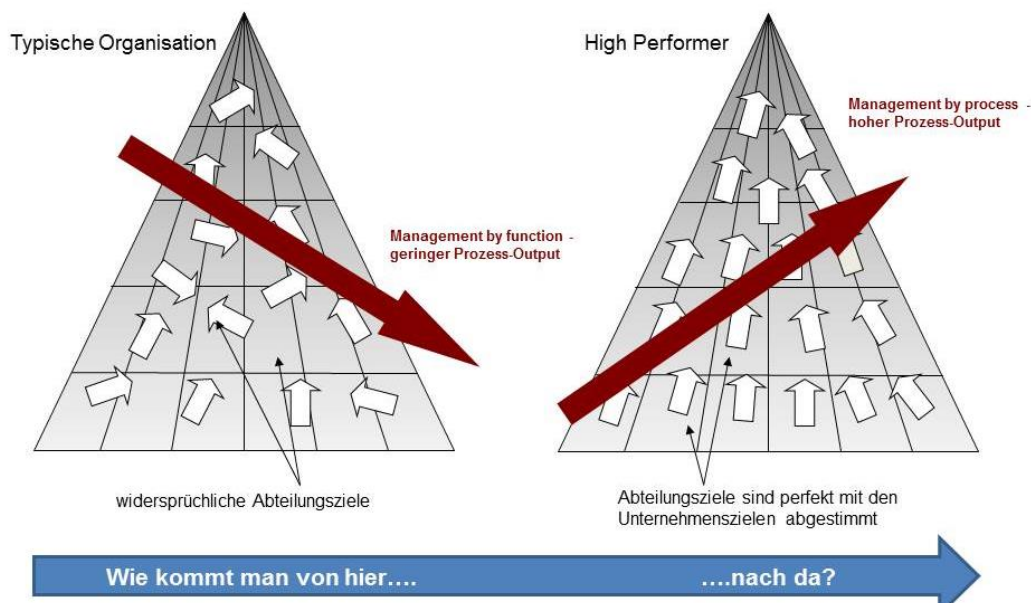 Typische Organisation
High Performer
Management by process -
hoher Prozess-Output
Management by function -
geringer Prozess-Output
widersprüchliche Abteilungsziele
Abteilungsziele sind perfekt mit den
Unternehmenszielen abgestimmt
Wie kommt man von hier….
….nach da?